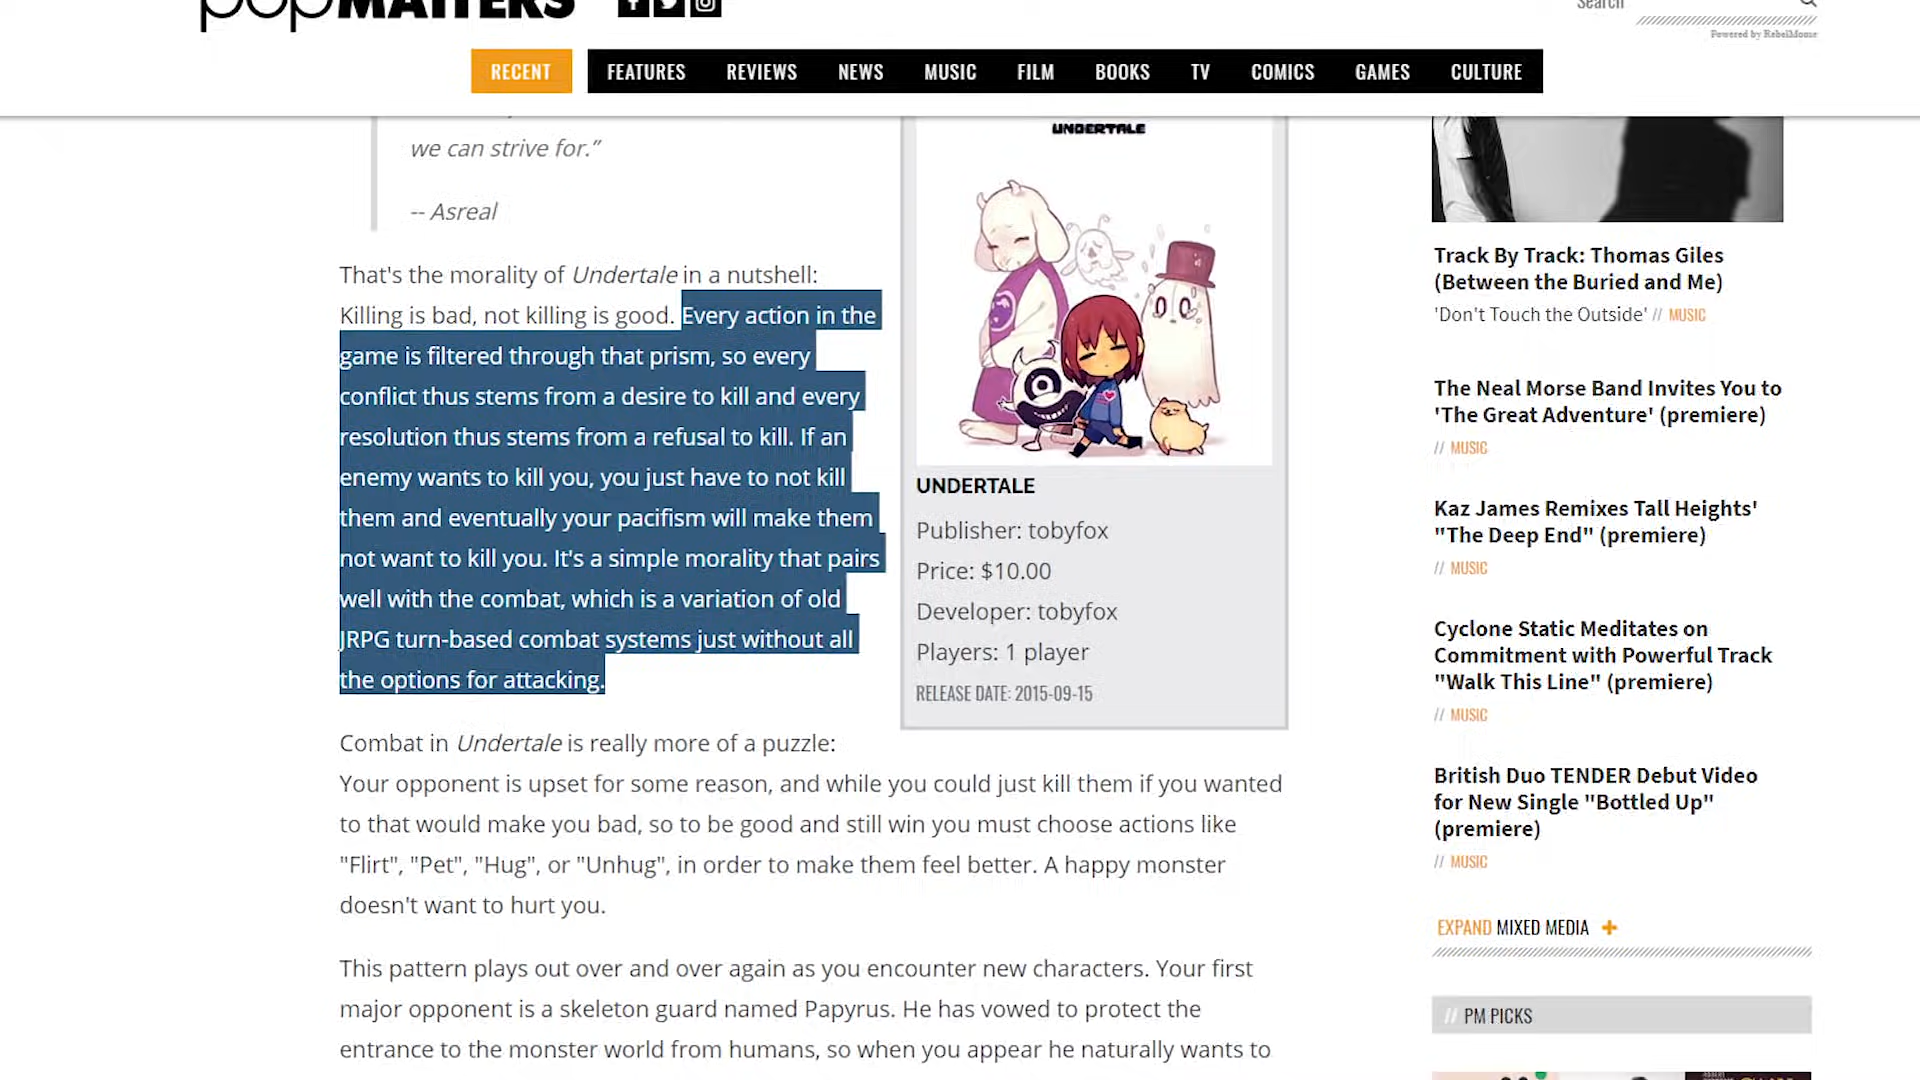 popMATTERS
Search
Powered by RebelMouse
RECENT
FEATURES
REVIEWS
NEWS
MUSIC
FILM
BOOKS
TV
COMICS
GAMES
CULTURE
we can strive for.”
-- Asreal
That's the morality of Undertale in a nutshell:
Killing is bad, not killing is good. Every action in the
game is filtered through that prism, so every
conflict thus stems from a desire to kill and every
resolution thus stems from a refusal to kill. If an
enemy wants to kill you, you just have to not kill
them and eventually your pacifism will make them
not want to kill you. It's a simple morality that pairs
well with the combat, which is a variation of old
JRPG turn-based combat systems just without all
the options for attacking.
UNDERTALE
UNDERTALE
Publisher: tobyfox
Price: $10.00
Developer: tobyfox
Players: 1 player
RELEASE DATE: 2015-09-15
Combat in Undertale is really more of a puzzle:
Your opponent is upset for some reason, and while you could just kill them if you wanted
to that would make you bad, so to be good and still win you must choose actions like
"Flirt", "Pet", "Hug", or "Unhug", in order to make them feel better. A happy monster
doesn't want to hurt you.
This pattern plays out over and over again as you encounter new characters. Your first
major opponent is a skeleton guard named Papyrus. He has vowed to protect the
entrance to the monster world from humans, so when you appear he naturally wants to
Track By Track: Thomas Giles
(Between the Buried and Me)
'Don't Touch the Outside' // MUSIC
The Neal Morse Band Invites You to
'The Great Adventure' (premiere)
// MUSIC
Kaz James Remixes Tall Heights'
"The Deep End" (premiere)
// MUSIC
Cyclone Static Meditates on
Commitment with Powerful Track
"Walk This Line" (premiere)
// MUSIC
British Duo TENDER Debut Video
for New Single "Bottled Up"
(premiere)
// MUSIC
EXPAND MIXED MEDIA +
// PM PICKS